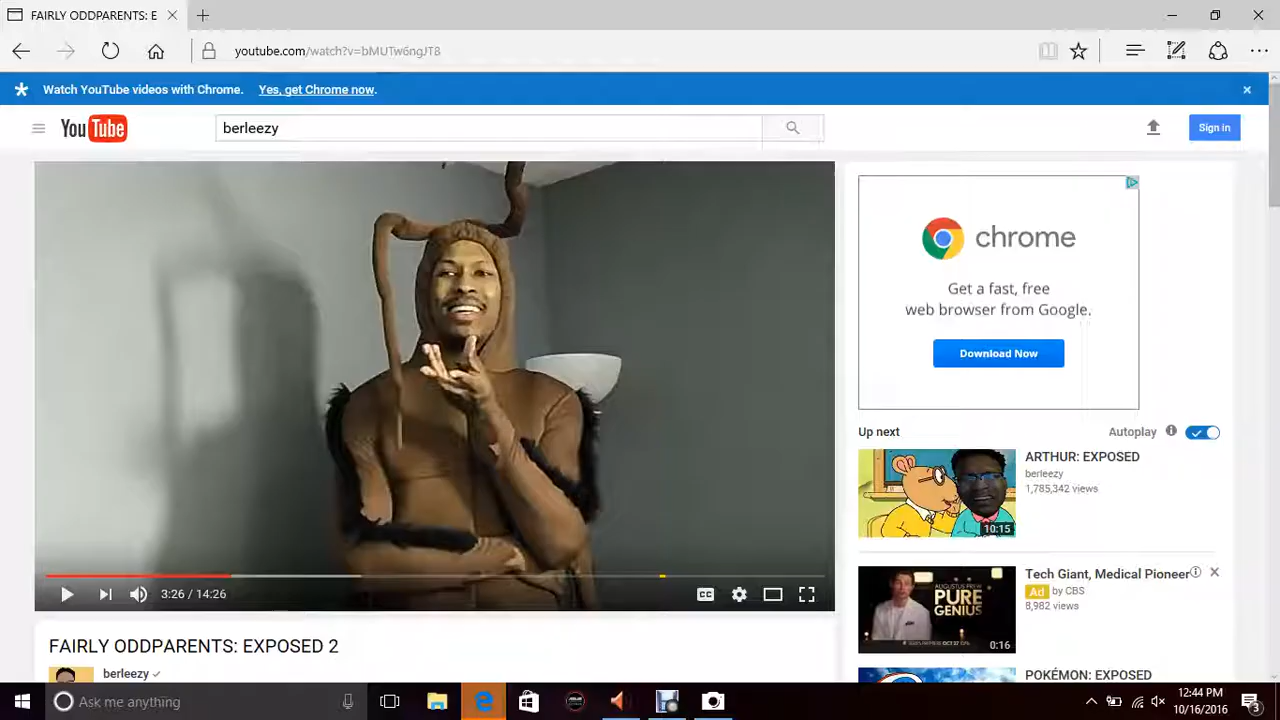 FAIRLY ODDPARENTS: E
youtube.com/watch?v=bMUTw6ngJT8
Watch YouTube videos with Chrome. Yes, get Chrome now.
YouTube
berleezy
Sign in
chrome
Get a fast, free
web browser from Google.
Download Now
Up next
Autoplay
ARTHUR: EXPOSED
berleezy
1,785,342 views
10:15
Tech Giant, Medical Pioneer
Ad by CBS
8,982 views
PURE
GENIUS
0:16
POKÉMON: EXPOSED
CC
3:26 / 14:26
FAIRLY ODDPARENTS: EXPOSED 2
berleezy
Ask me anything
12:44 PM
10/16/2016
3